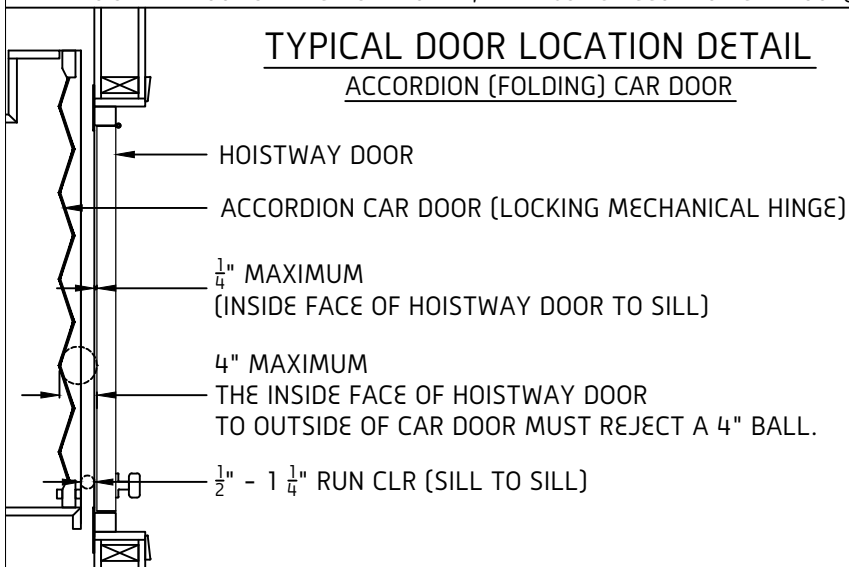 TYPICAL DOOR LOCATION DETAIL
ACCORDION (FOLDING) CAR DOOR
HOISTWAY DOOR
ACCORDION CAR DOOR (LOCKING MECHANICAL HINGE)
1/4" MAXIMUM
(INSIDE FACE OF HOISTWAY DOOR TO SILL)
4" MAXIMUM
THE INSIDE FACE OF HOISTWAY DOOR
TO OUTSIDE OF CAR DOOR MUST REJECT A 4" BALL.
1/2" - 1 1/4" RUN CLR (SILL TO SILL)